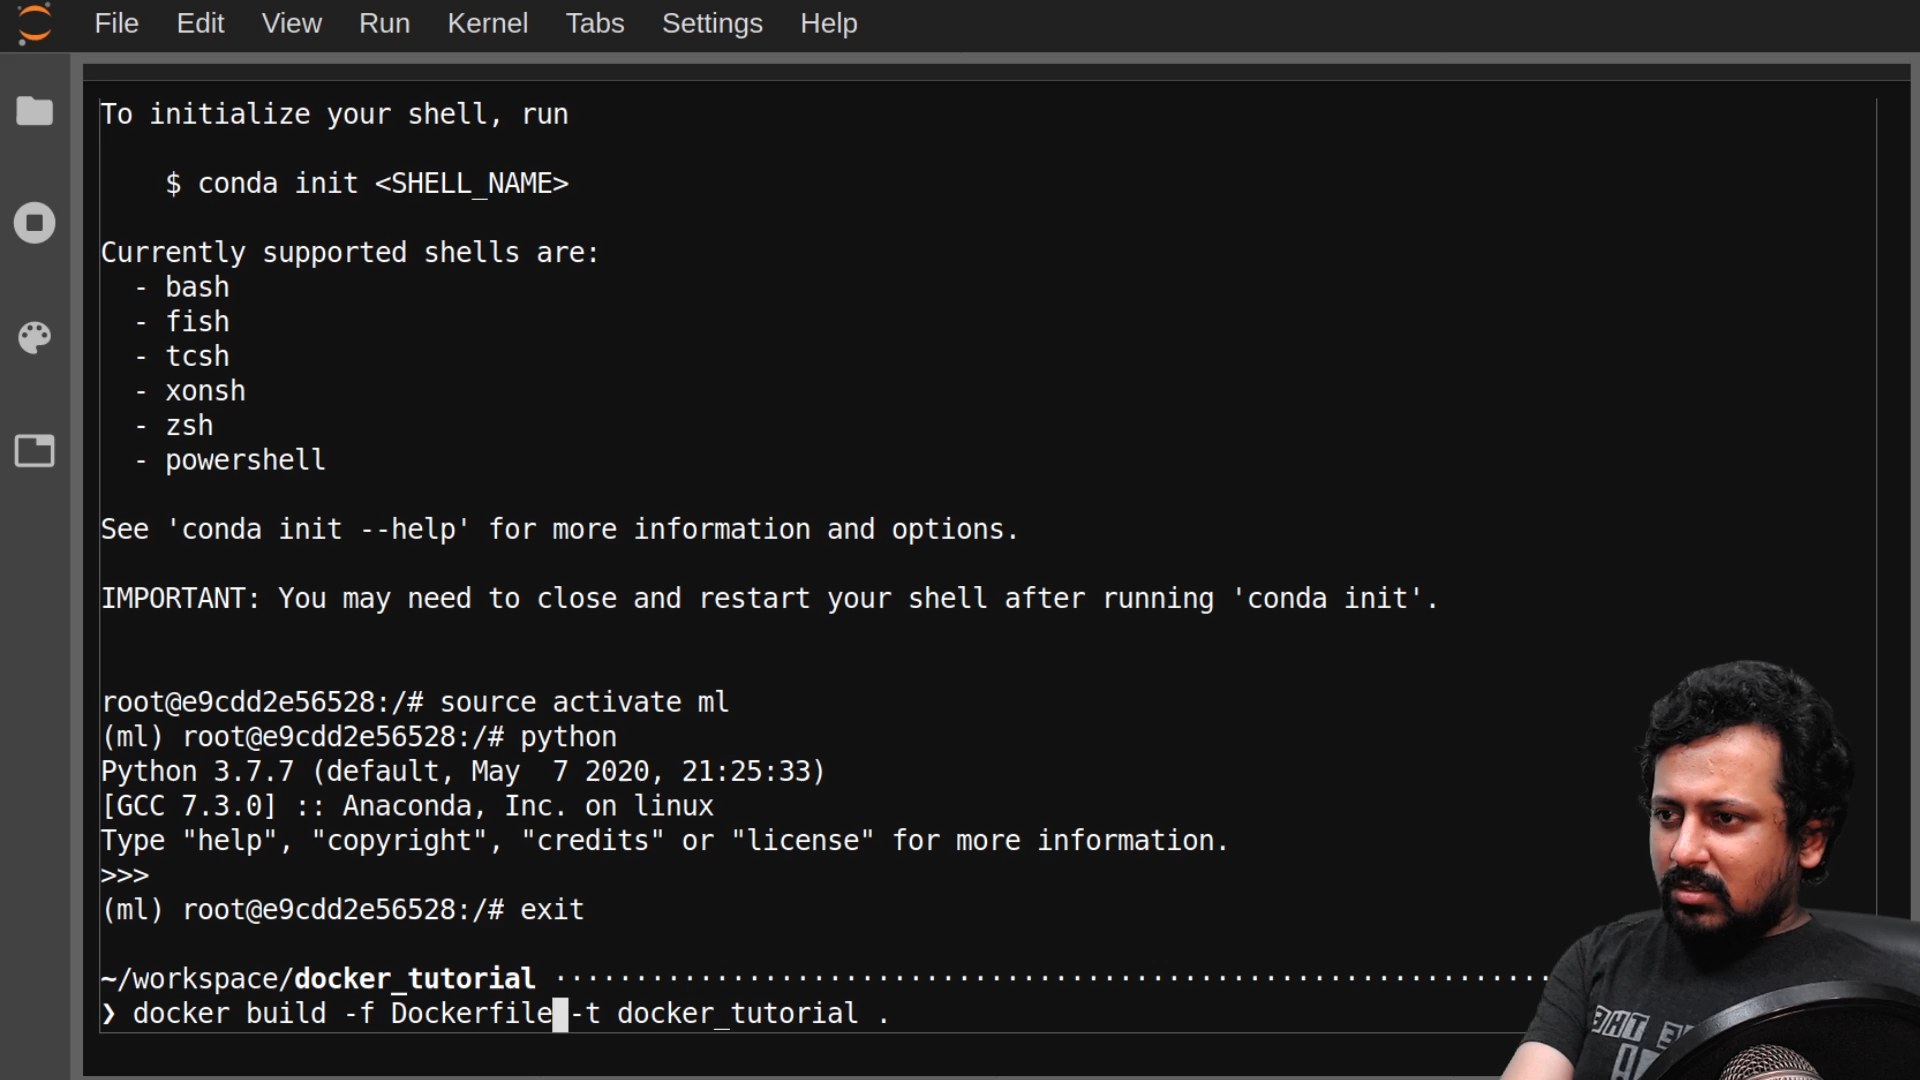 File Edit View Run Kernel Tabs Settings Help
To initialize your shell, run
$ conda init <SHELL_NAME>
Currently supported shells are:
- bash
- fish
- tcsh
- xonsh
- zsh
- powershell
See 'conda init --help' for more information and options.
IMPORTANT: You may need to close and restart your shell after running 'conda init'.
root@e9cdd2e56528:/# source activate ml
(ml) root@e9cdd2e56528:/# python
Python 3.7.7 (default, May  7 2020, 21:25:33)
[GCC 7.3.0] :: Anaconda, Inc. on linux
Type "help", "copyright", "credits" or "license" for more information.
>>>
(ml) root@e9cdd2e56528:/# exit
~/workspace/docker_tutorial ·····························································
❯ docker build -f Dockerfile -t docker_tutorial .